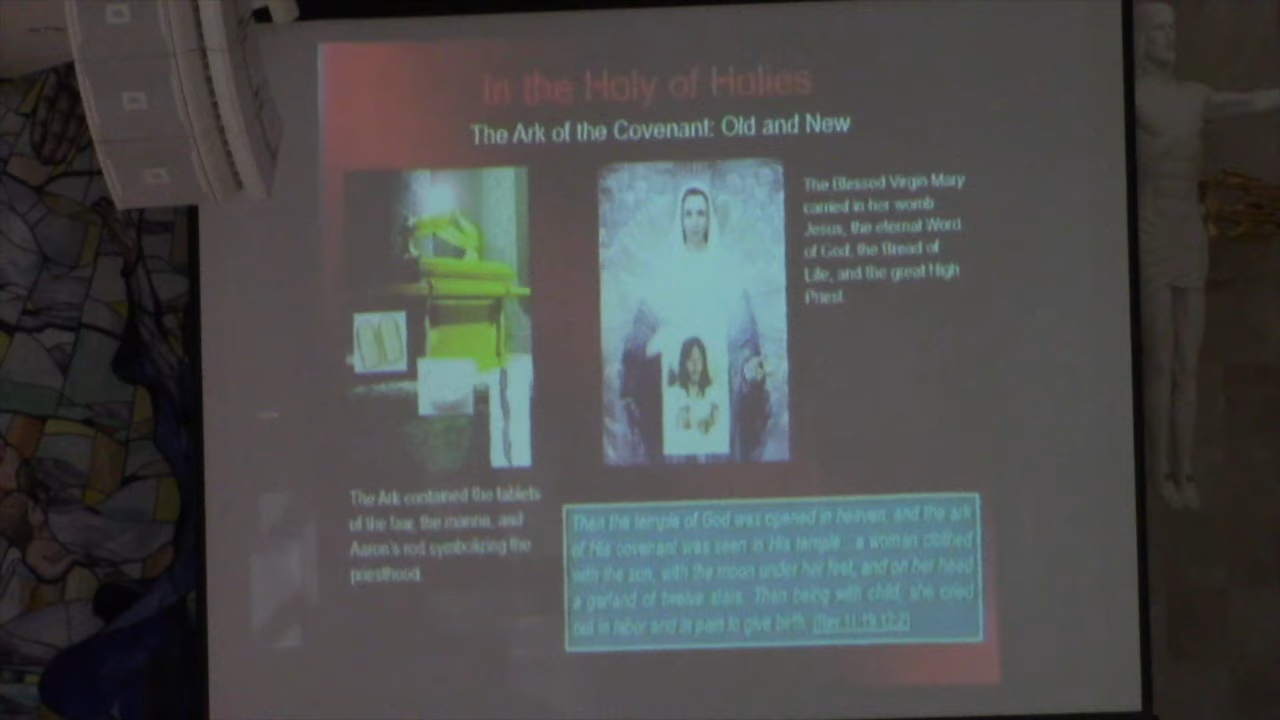 In the Holy of Holies
The Ark of the Covenant: Old and New
The Blessed Virgin Mary
carried in her womb
Jesus, the eternal Word
of God, the Bread of
Life, and the great High
Priest
The Ark contained the tablets
of the law, the manna, and
Aaron's rod symbolizing the
priesthood.
Then the temple of God was opened in heaven, and the ark
of His covenant was seen in His temple...a woman clothed
with the sun, with the moon under her feet, and on her head
a garland of twelve stars. Then being with child, she cried
out in labor and in pain to give birth. (Rev 11:19,12:2)